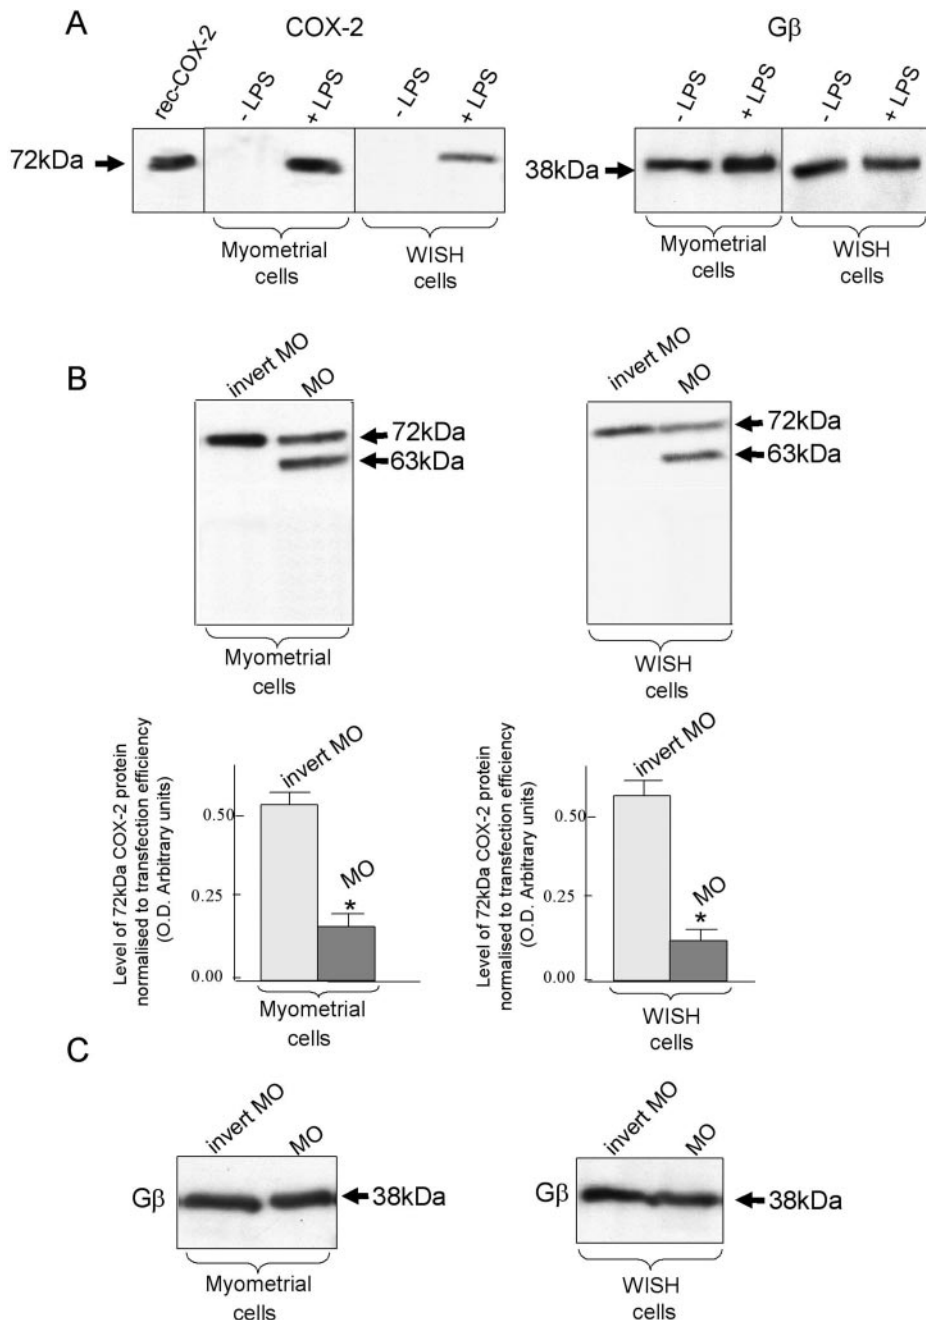 A
COX-2
Gβ
rec-COX-2
- LPS
+ LPS
- LPS
+ LPS
- LPS
+ LPS
- LPS
+ LPS
72kDa
38kDa
Myometrial
cells
WISH
cells
Myometrial
cells
WISH
cells
B
invert MO
MO
invert MO
MO
72kDa
63kDa
72kDa
63kDa
Myometrial
cells
WISH
cells
Level of 72kDa COX-2 protein
normalised to transfection efficiency
(O.D. Arbitrary units)
0.50
0.25
0.00
invert MO
MO
*
Myometrial
cells
Level of 72kDa COX-2 protein
normalised to transfection efficiency
(O.D. Arbitrary units)
0.50
0.25
0.00
invert MO
MO
*
WISH
cells
C
invert MO
MO
Gβ
38kDa
Myometrial
cells
invert MO
MO
Gβ
38kDa
WISH
cells